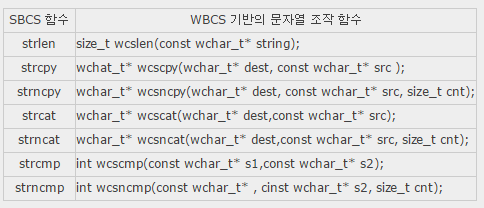 SBCS 함수 WBCS 기반의 문자열 조작 함수
strlen size_t wcslen(const wchar_t* string);
strcpy wchat_t* wcscpy(wchar_t* dest, const wchar_t* src );
strncpy wchar_t* wcsncpy(wchar_t* dest, const wchar_t* src, size_t cnt);
strcat wchar_t* wcscat(wchar_t* dest,const wchar_t* src);
strncat wchar_t* wcsncat(wchar_t* dest,const wchar_t* src, size_t cnt);
strcmp int wcscmp(const wchar_t* s1,const wchar_t* s2);
strncmp int wcsncmp(const wchar_t* , cinst wchar_t* s2, size_t cnt);